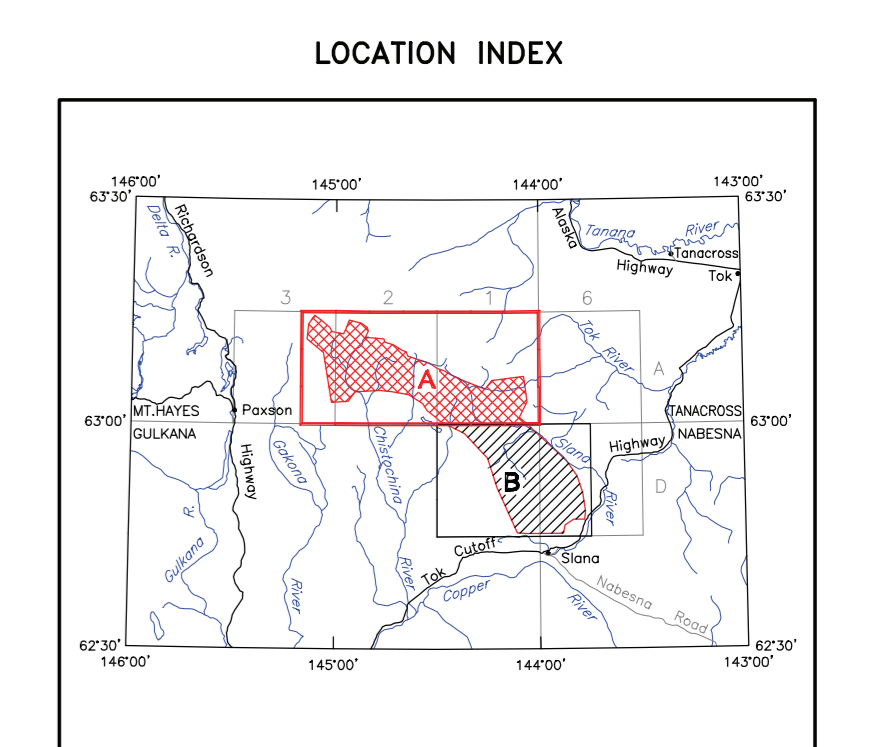 LOCATION INDEX
146°00'
145°00'
144°00'
143°00'
63°30'
63°30'
Delta R.
Richardson
Alaska
Tanana
River
Tanacross
Highway
Tok
3
2
1
6
Tok River
A
A
MT.HAYES
Paxson
TANACROSS
63°00'
63°00'
GULKANA
NABESNA
Highway
Gakona
Chistochina
Slana
Highway
B
D
R.
River
Gulkana
Cutoff
Slana
Tok
River
River
Copper
River
Nabesna
Road
62°30'
62°30'
146°00'
145°00'
144°00'
143°00'